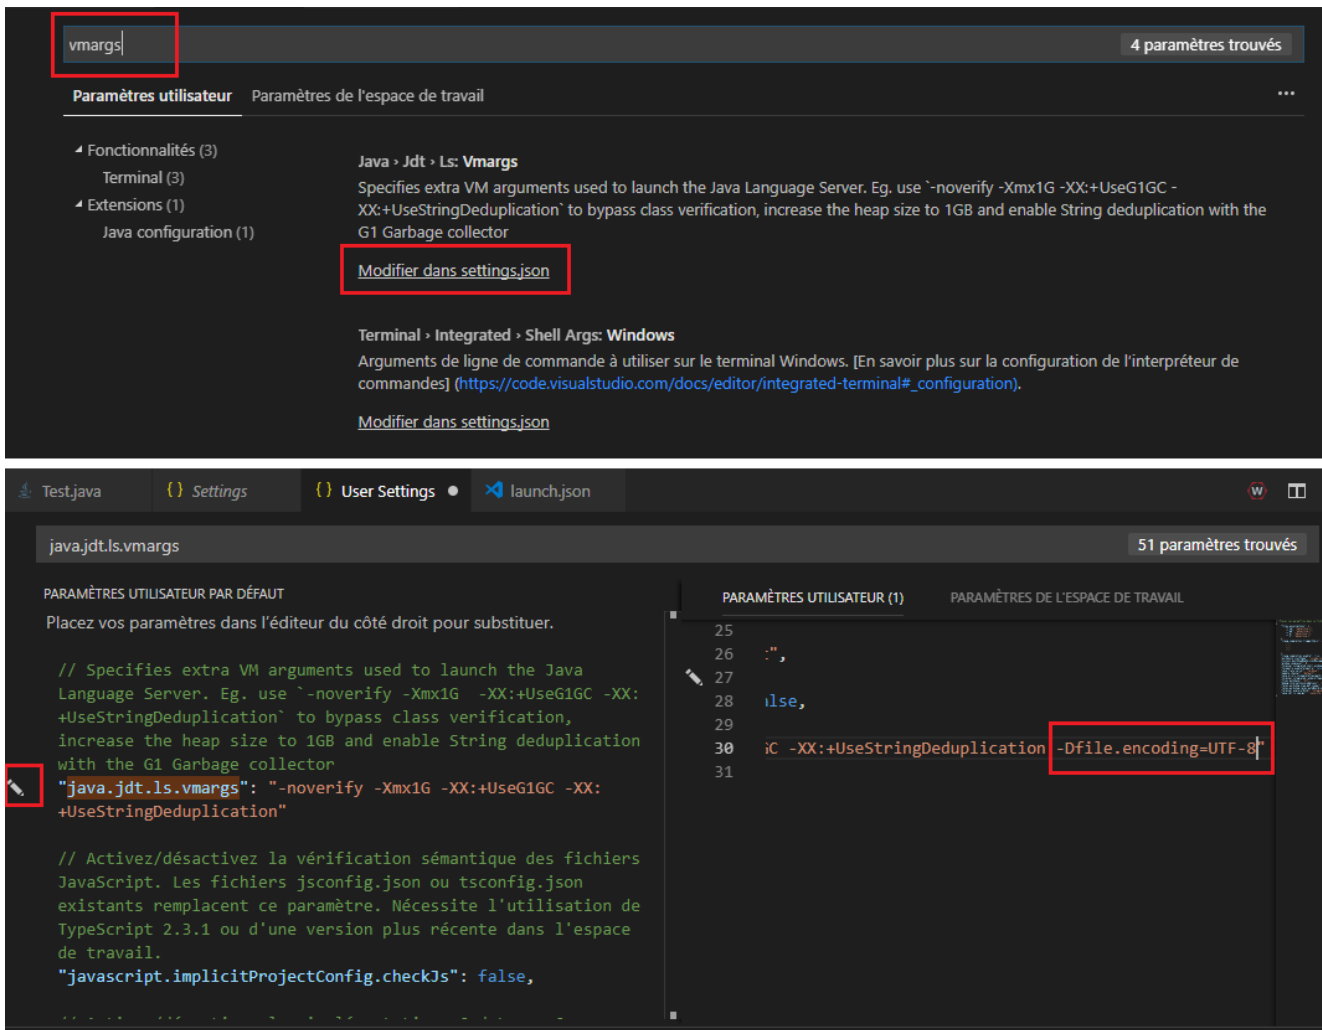 vmargs
4 paramètres trouvés
Paramètres utilisateur Paramètres de l'espace de travail
Fonctionnalités (3)
Terminal (3)
Extensions (1)
Java configuration (1)
Java › Jdt › Ls: Vmargs
Specifies extra VM arguments used to launch the Java Language Server. Eg. use `-noverify -Xmx1G -XX:+UseG1GC -
XX:+UseStringDeduplication` to bypass class verification, increase the heap size to 1GB and enable String deduplication with the
G1 Garbage collector
Modifier dans settings.json
Terminal › Integrated › Shell Args: Windows
Arguments de ligne de commande à utiliser sur le terminal Windows. [En savoir plus sur la configuration de l'interpréteur de
commandes] (https://code.visualstudio.com/docs/editor/integrated-terminal#_configuration).
Modifier dans settings.json
Test.java {} Settings {} User Settings ● launch.json
W
java.jdt.ls.vmargs
51 paramètres trouvés
PARAMÈTRES UTILISATEUR PAR DÉFAUT
Placez vos paramètres dans l'éditeur du côté droit pour substituer.
// Specifies extra VM arguments used to launch the Java
Language Server. Eg. use `-noverify -Xmx1G  -XX:+UseG1GC -XX:
+UseStringDeduplication` to bypass class verification,
increase the heap size to 1GB and enable String deduplication
with the G1 Garbage collector
"java.jdt.ls.vmargs": "-noverify -Xmx1G -XX:+UseG1GC -XX:
+UseStringDeduplication"
// Activez/désactivez la vérification sémantique des fichiers
JavaScript. Les fichiers jsconfig.json ou tsconfig.json
existants remplacent ce paramètre. Nécessite l'utilisation de
TypeScript 2.3.1 ou d'une version plus récente dans l'espace
de travail.
"javascript.implicitProjectConfig.checkJs": false,
PARAMÈTRES UTILISATEUR (1) PARAMÈTRES DE L'ESPACE DE TRAVAIL
25
26 :",
27
28 alse,
29
30 GC -XX:+UseStringDeduplication -Dfile.encoding=UTF-8"
31